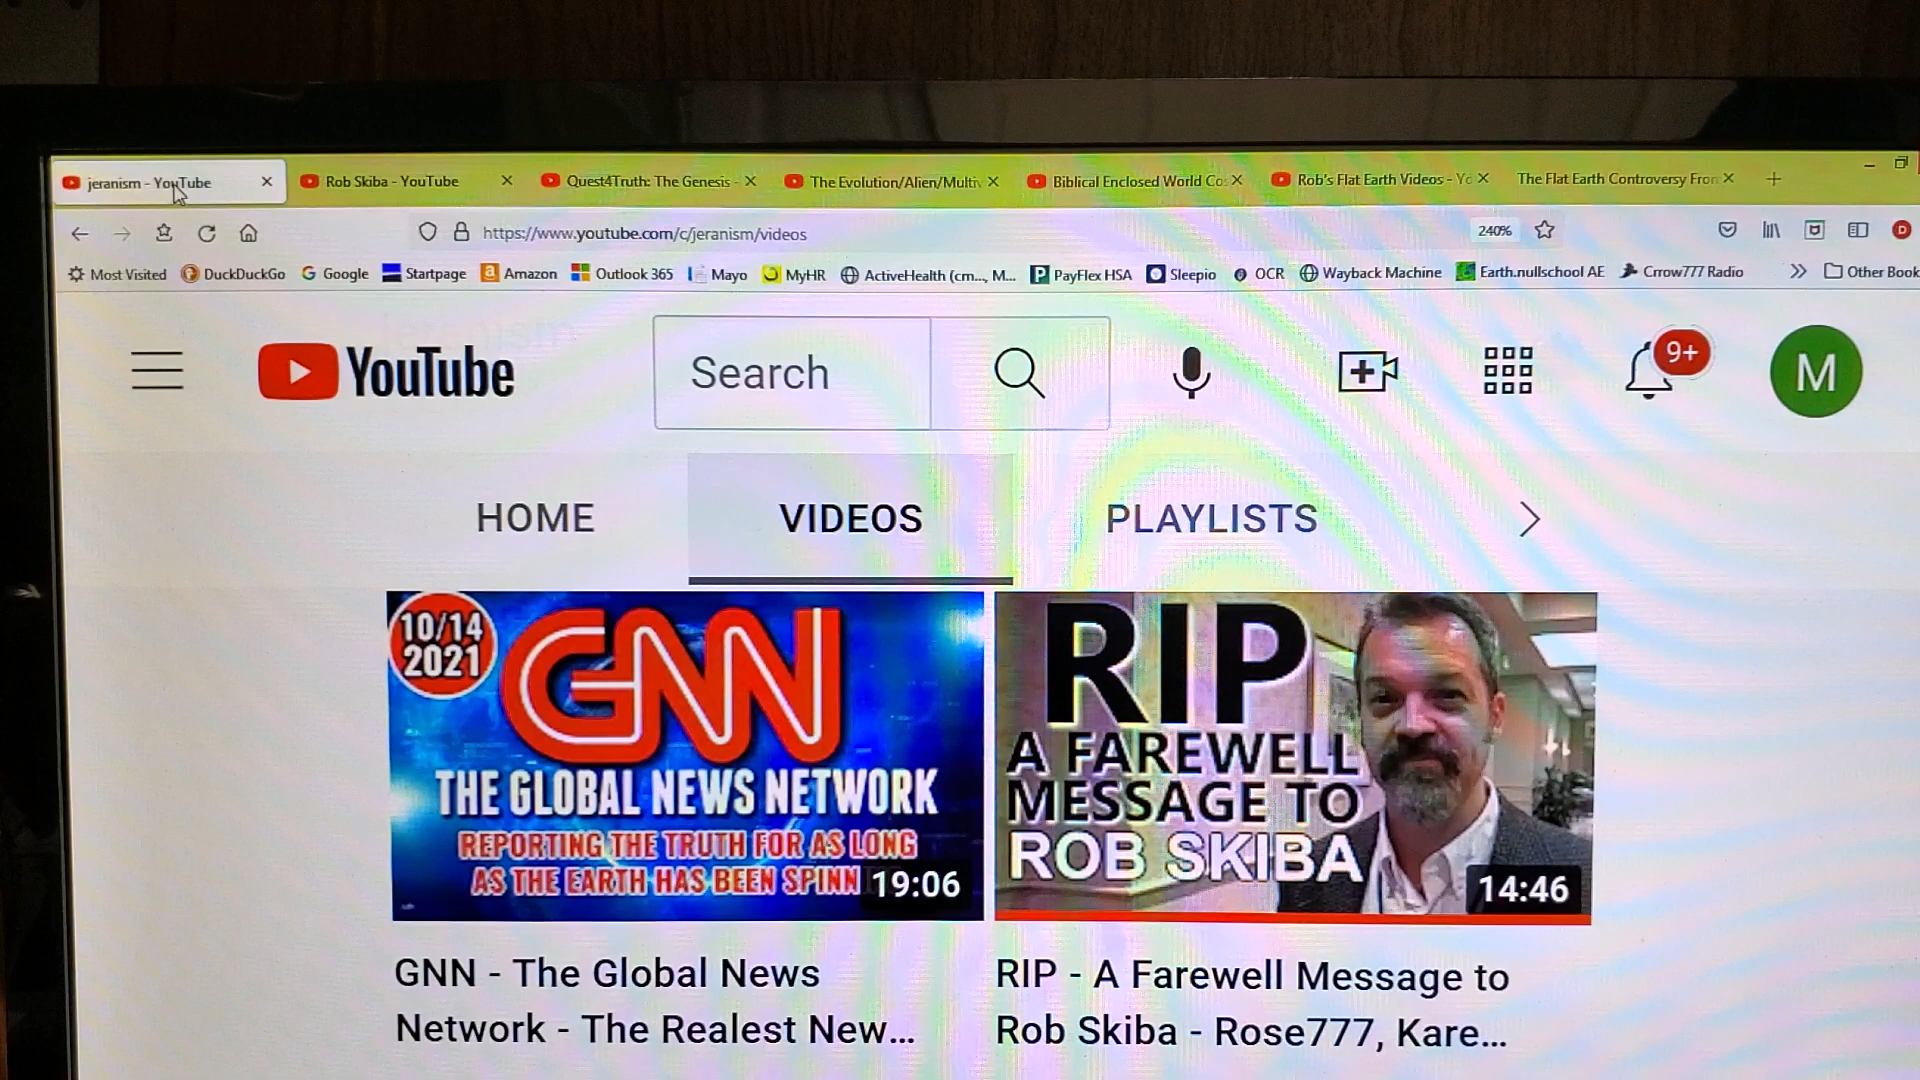 jeranism - YouTube
Rob Skiba - YouTube
Quest4Truth: The Genesis -
The Evolution/Alien/Multiv
Biblical Enclosed World Co
Rob's Flat Earth Videos - Yo
The Flat Earth Controversy From
https://www.youtube.com/c/jeranism/videos
240%
D
Most Visited
DuckDuckGo
G Google
Startpage
a Amazon
Outlook 365
Mayo
MyHR
ActiveHealth (cm..., M...
P PayFlex HSA
Sleepio
OCR
Wayback Machine
Earth.nullschool AE
Crrow777 Radio
Other Book
YouTube
Search
9+
M
HOME
VIDEOS
PLAYLISTS
10/14
2021
GNN
THE GLOBAL NEWS NETWORK
REPORTING THE TRUTH FOR AS LONG
AS THE EARTH HAS BEEN SPINN
19:06
RIP
A FAREWELL
MESSAGE TO
ROB SKIBA
14:46
GNN - The Global News
Network - The Realest New...
RIP - A Farewell Message to
Rob Skiba - Rose777, Kare...